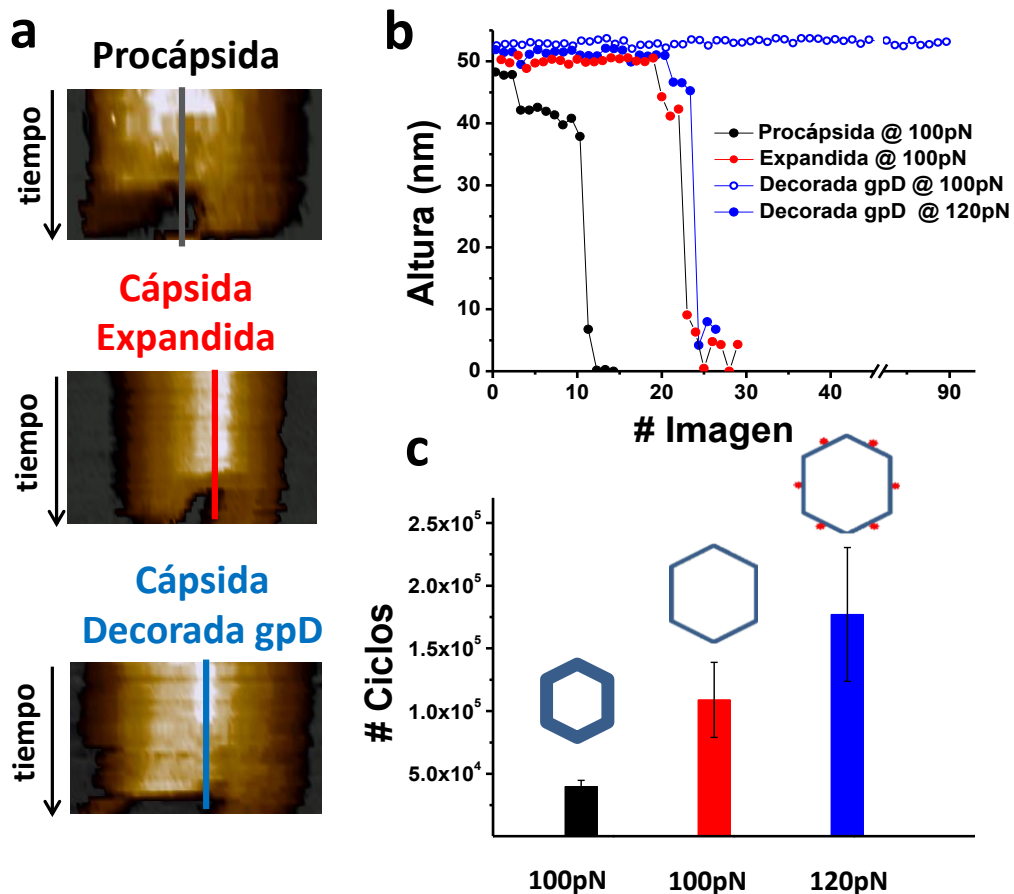 a
Procápsida
tiempo
Cápsida
Expandida
tiempo
Cápsida
Decorada gpD
tiempo
b
Altura (nm)
50
40
30
20
10
0
Procápsida @ 100pN
Expandida @ 100pN
Decorada gpD @ 100pN
Decorada gpD @ 120pN
0 10 20 30 40 90
# Imagen
c
# Ciclos
2.5x10⁵
2.0x10⁵
1.5x10⁵
1.0x10⁵
5.0x10⁴
100pN 100pN 120pN